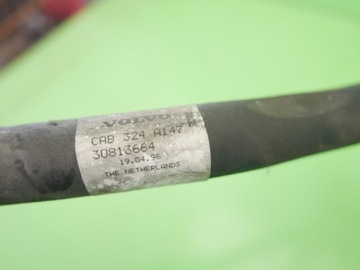 VOLVO
CAB 324 A147
30813664
19.04.96
THE NETHERLANDS